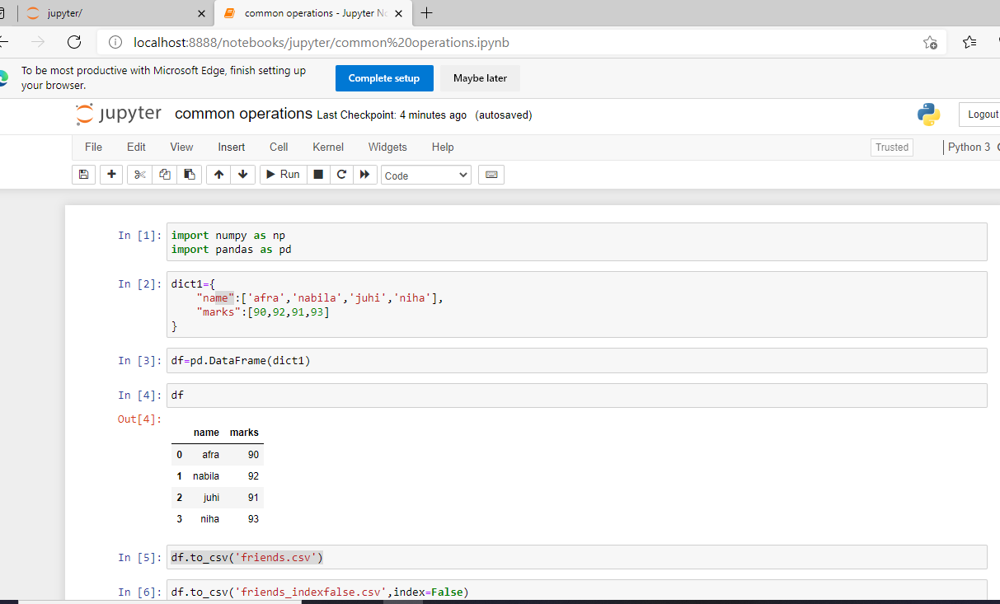 jupyter/
common operations - Jupyter No
localhost:8888/notebooks/jupyter/common%20operations.ipynb
To be most productive with Microsoft Edge, finish setting up
your browser.
Complete setup
Maybe later
jupyter common operations Last Checkpoint: 4 minutes ago (autosaved)
Logout
File Edit View Insert Cell Kernel Widgets Help
Trusted
Python 3
Run
Code
In [1]: import numpy as np
import pandas as pd
In [2]: dict1={
"name":['afra','nabila','juhi','niha'],
"marks":[90,92,91,93]
}
In [3]: df=pd.DataFrame(dict1)
In [4]: df
Out[4]:
name marks
0 afra 90
1 nabila 92
2 juhi 91
3 niha 93
In [5]: df.to_csv('friends.csv')
In [6]: df.to_csv('friends_indexfalse.csv',index=False)